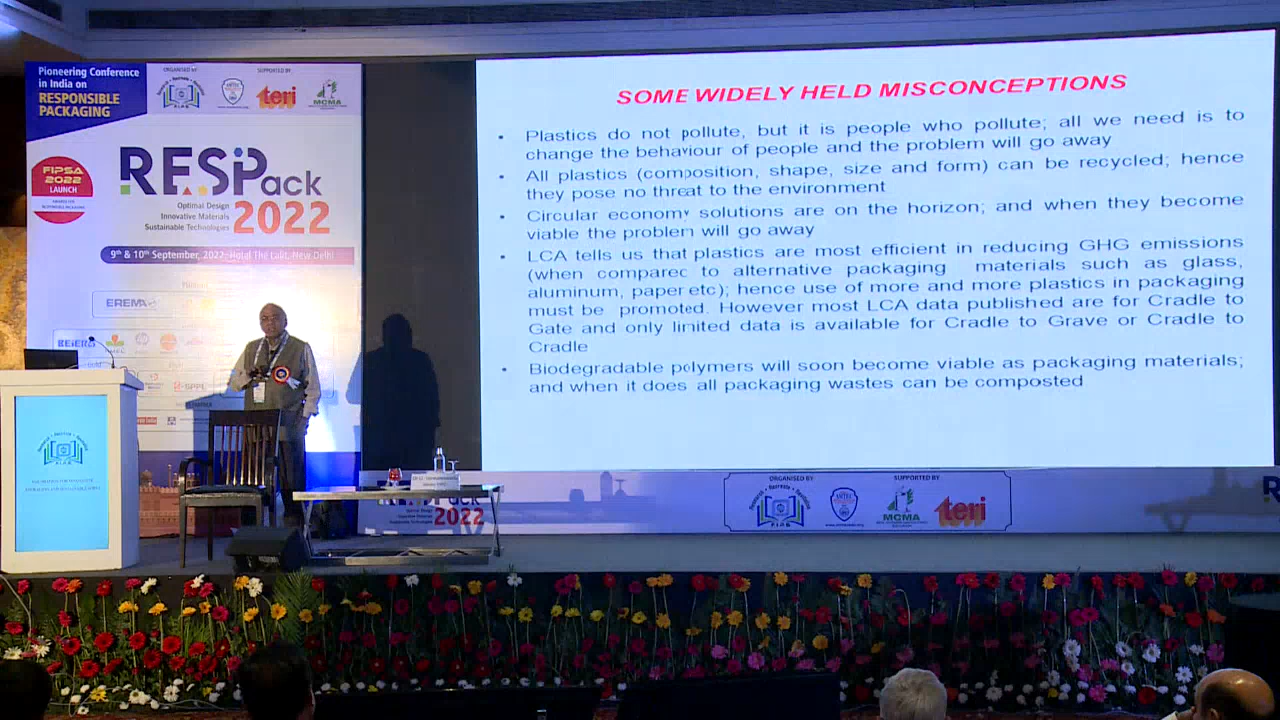 Pioneering Conference
in India on
RESPONSIBLE
PACKAGING
ORGANISED BY
SUPPORTED BY
teri
MCMA
FIPSA
2022
LAUNCH
RESPack
Optimal Design
Innovative Materials
Sustainable Technologies
2022
9th & 10th September, 2022, Hotel The Lalit, New Delhi
EREMA
SOME WIDELY HELD MISCONCEPTIONS
• Plastics do not pollute, but it is people who pollute; all we need is to
change the behaviour of people and the problem will go away
• All plastics (composition, shape, size and form) can be recycled; hence
they pose no threat to the environment
• Circular economy solutions are on the horizon; and when they become
viable the problem will go away
• LCA tells us that plastics are most efficient in reducing GHG emissions
(when compared to alternative packaging materials such as glass,
aluminum, paper etc); hence use of more and more plastics in packaging
must be promoted. However most LCA data published are for Cradle to
Gate and only limited data is available for Cradle to Grave or Cradle to
Cradle
• Biodegradable polymers will soon become viable as packaging materials;
and when it does all packaging wastes can be composted
2022
ORGANISED BY
SUPPORTED BY
MCMA
teri